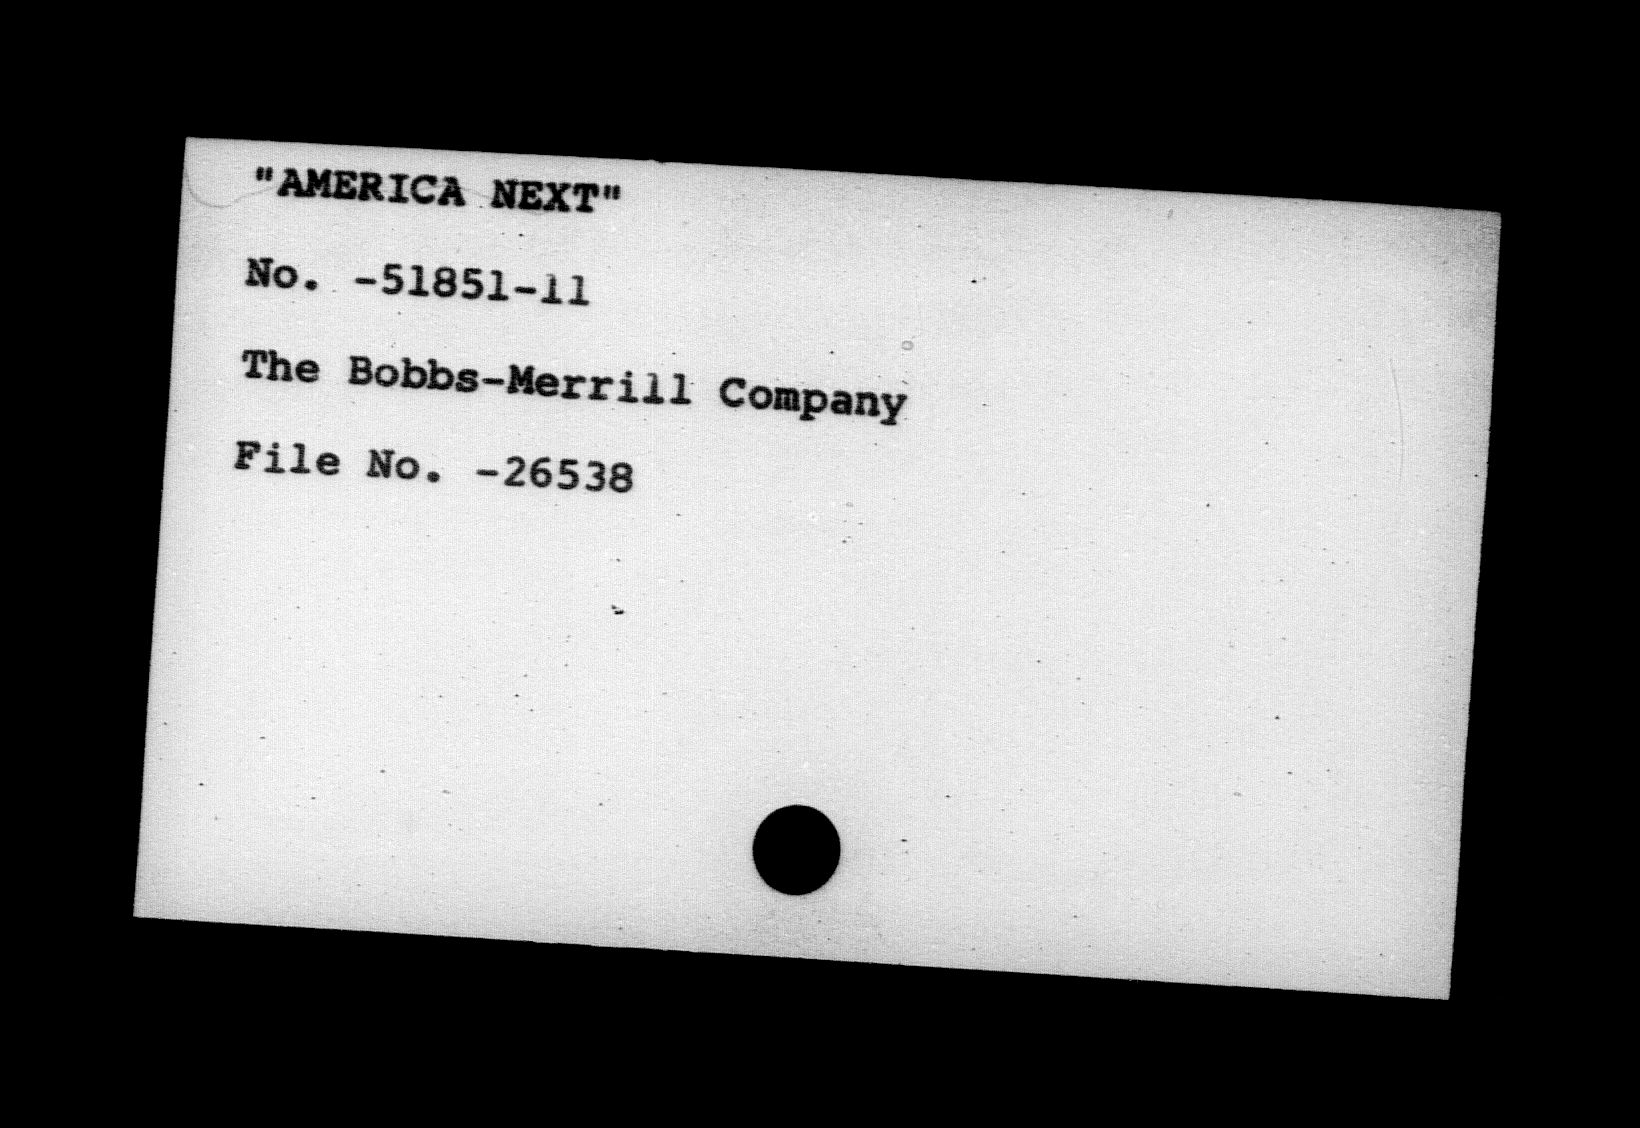 "AMERICA NEXT"
No. -51851-11
The Bobbs-Merrill Company
File No. -26538